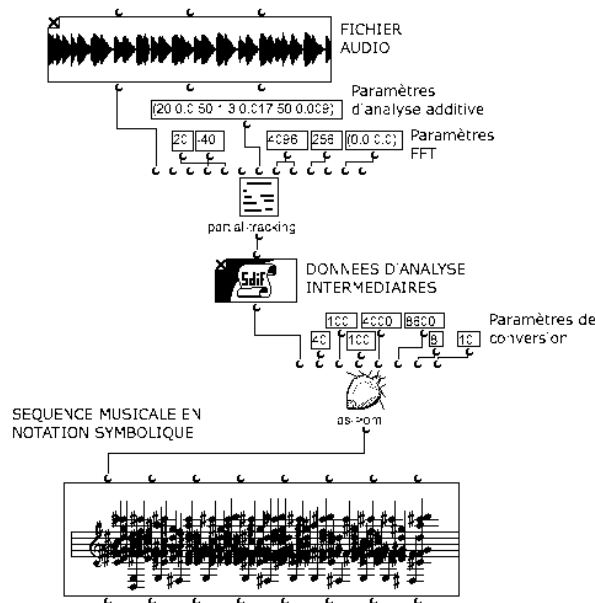 FICHIER
AUDIO
Paramètres
d'analyse additive
(20 0.0 50 1 3 0.017 50 0.009)
20 -40 4096 256 (0.0 0.0)
Paramètres
FFT
partial-tracking
Sdif
DONNEES D'ANALYSE
INTERMEDIAIRES
100 4000 8600
Paramètres de
conversion
40 100 8 10
as->om
SEQUENCE MUSICALE EN
NOTATION SYMBOLIQUE